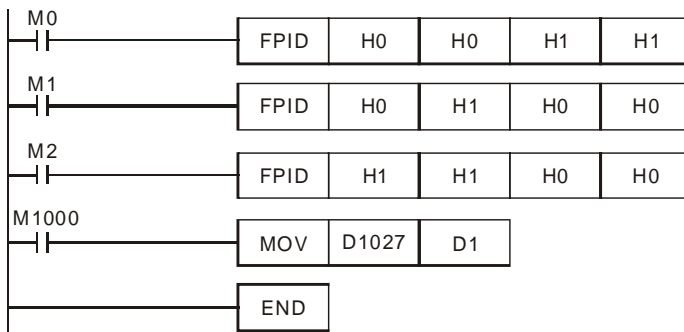 M0
FPID H0 H0 H1 H1
M1
FPID H0 H1 H0 H0
M2
FPID H1 H1 H0 H0
M1000
MOV D1027 D1
END